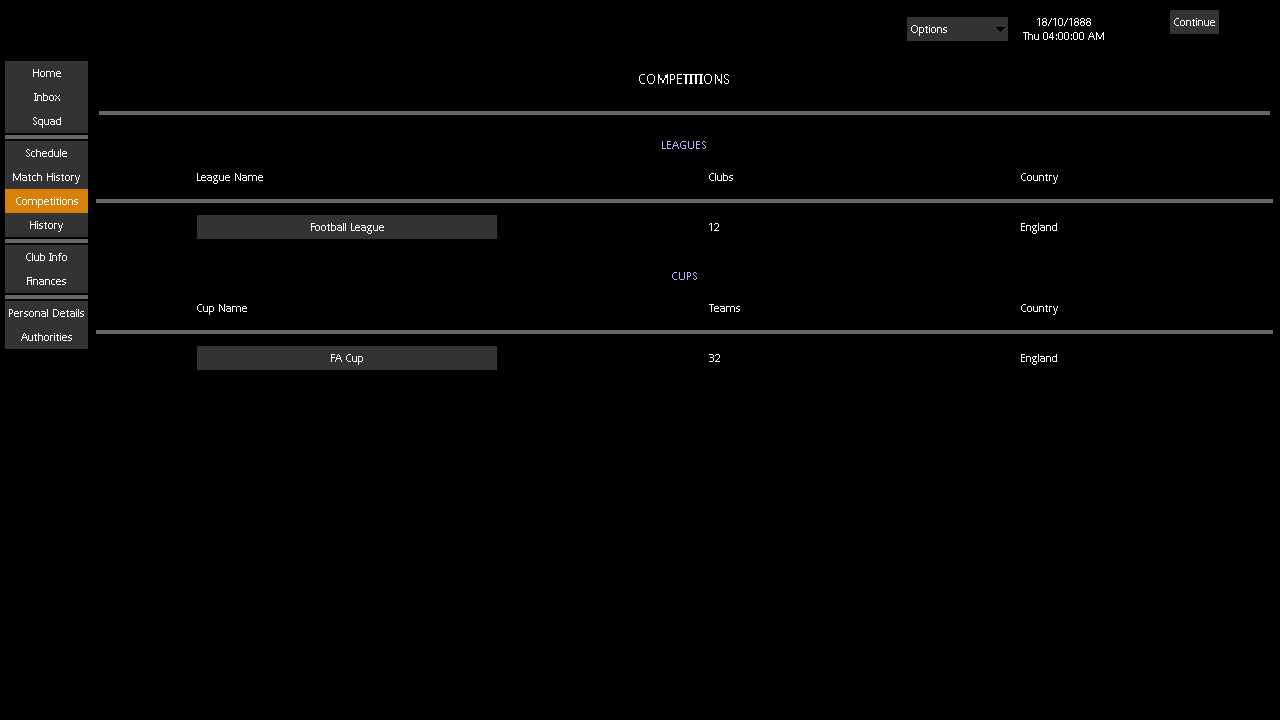 Options
18/10/1888
Thu 04:00:00 AM
Continue
Home
Inbox
Squad
Schedule
Match History
Competitions
History
Club Info
Finances
Personal Details
Authorities
COMPETITIONS
LEAGUES
League Name Clubs Country
Football League 12 England
CUPS
Cup Name Teams Country
FA Cup 32 England